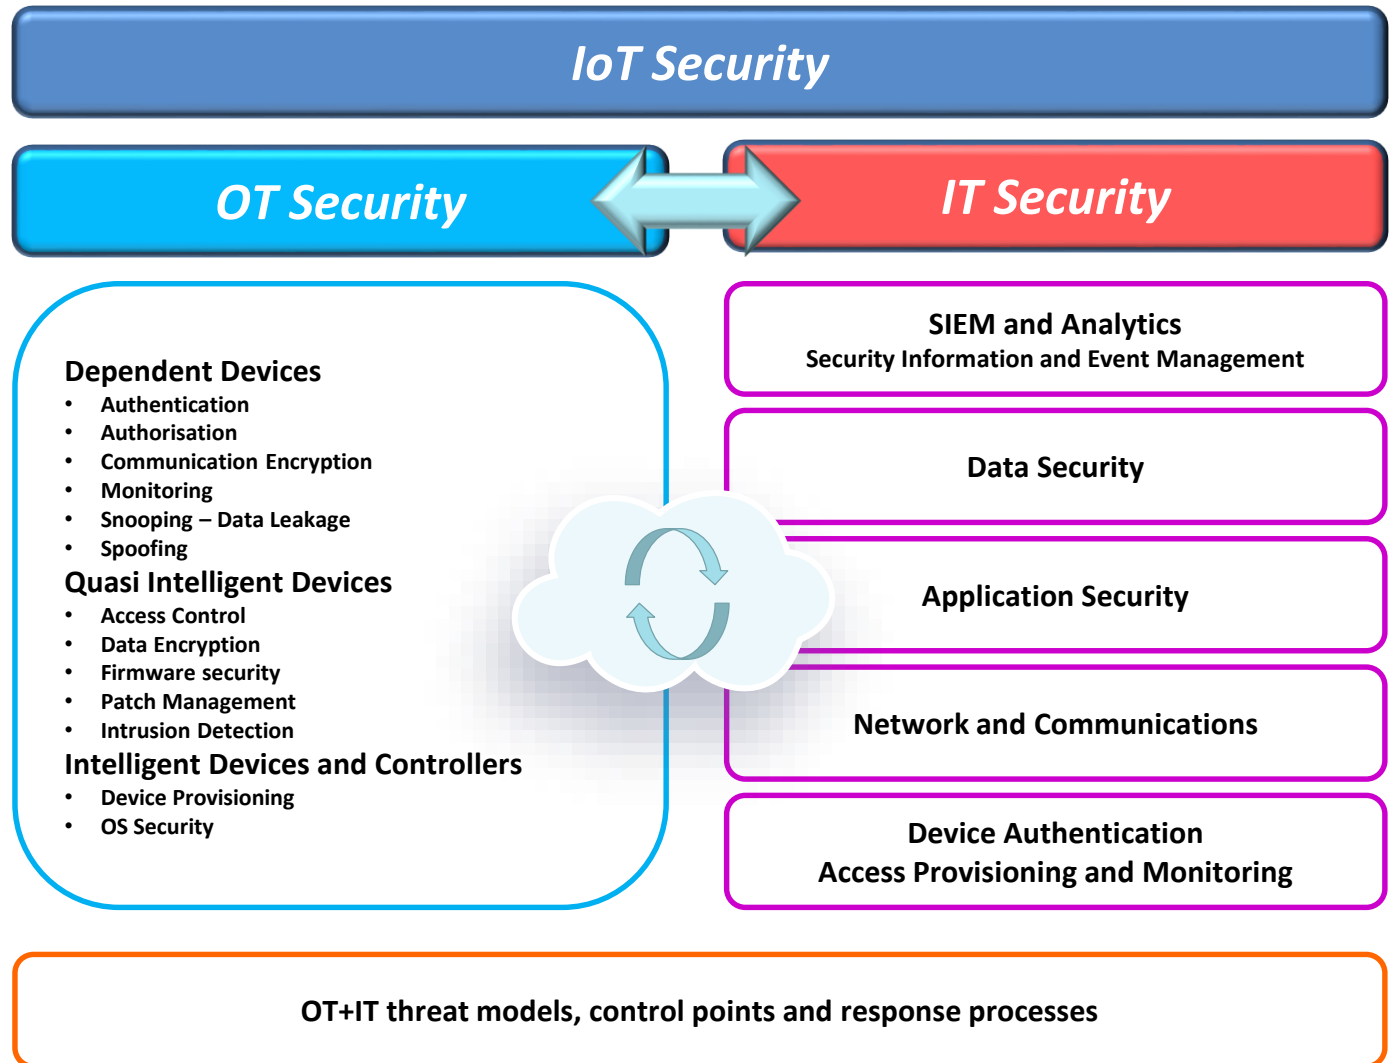 IoT Security
OT Security
IT Security
Dependent Devices
• Authentication
• Authorisation
• Communication Encryption
• Monitoring
• Snooping – Data Leakage
• Spoofing
Quasi Intelligent Devices
• Access Control
• Data Encryption
• Firmware security
• Patch Management
• Intrusion Detection
Intelligent Devices and Controllers
• Device Provisioning
• OS Security
SIEM and Analytics
Security Information and Event Management
Data Security
Application Security
Network and Communications
Device Authentication
Access Provisioning and Monitoring
OT+IT threat models, control points and response processes